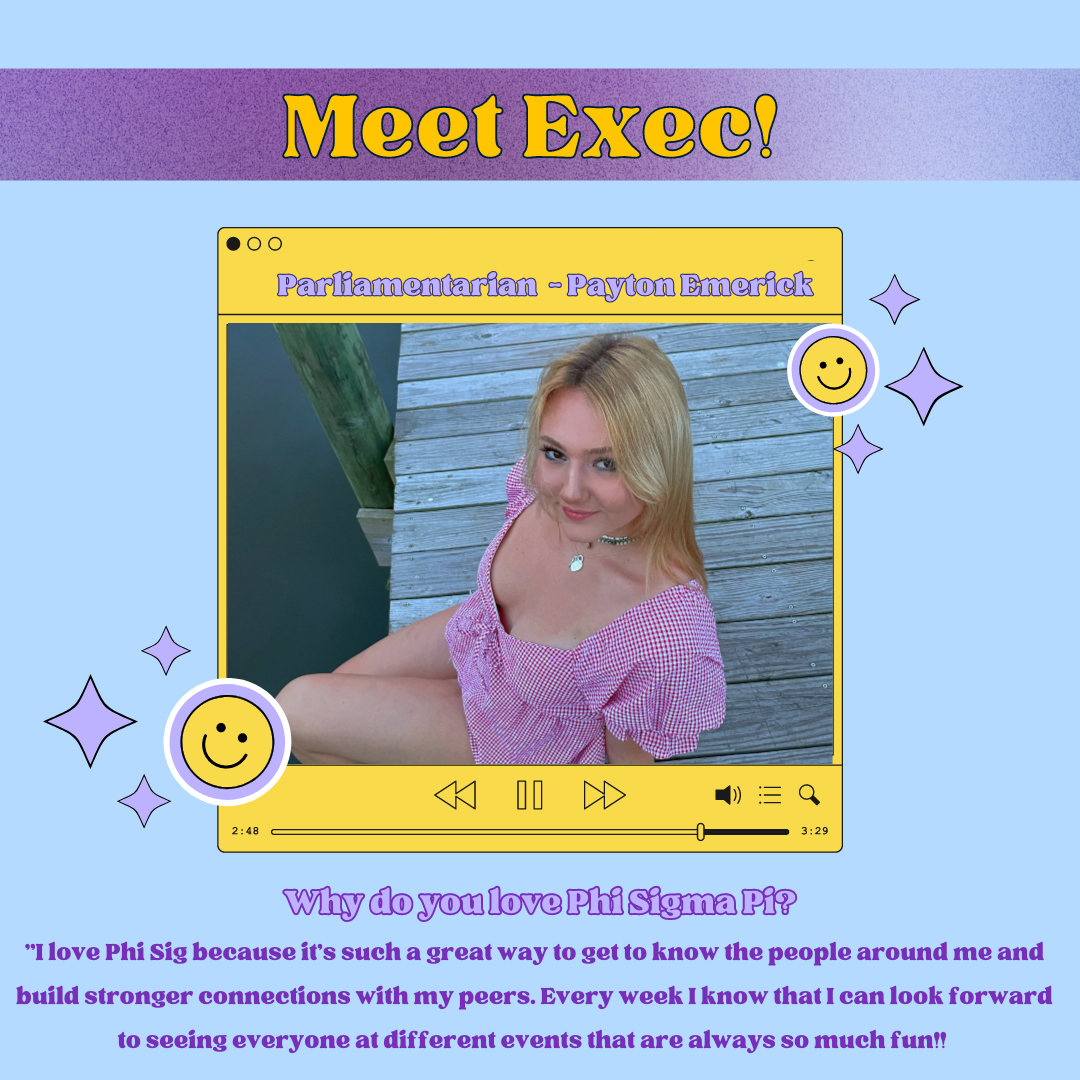 Meet Exec!
Parliamentarian - Payton Emerick
2:48
3:29
Why do you love Phi Sigma Pi?
"I love Phi Sig because it's such a great way to get to know the people around me and
build stronger connections with my peers. Every week I know that I can look forward
to seeing everyone at different events that are always so much fun!!